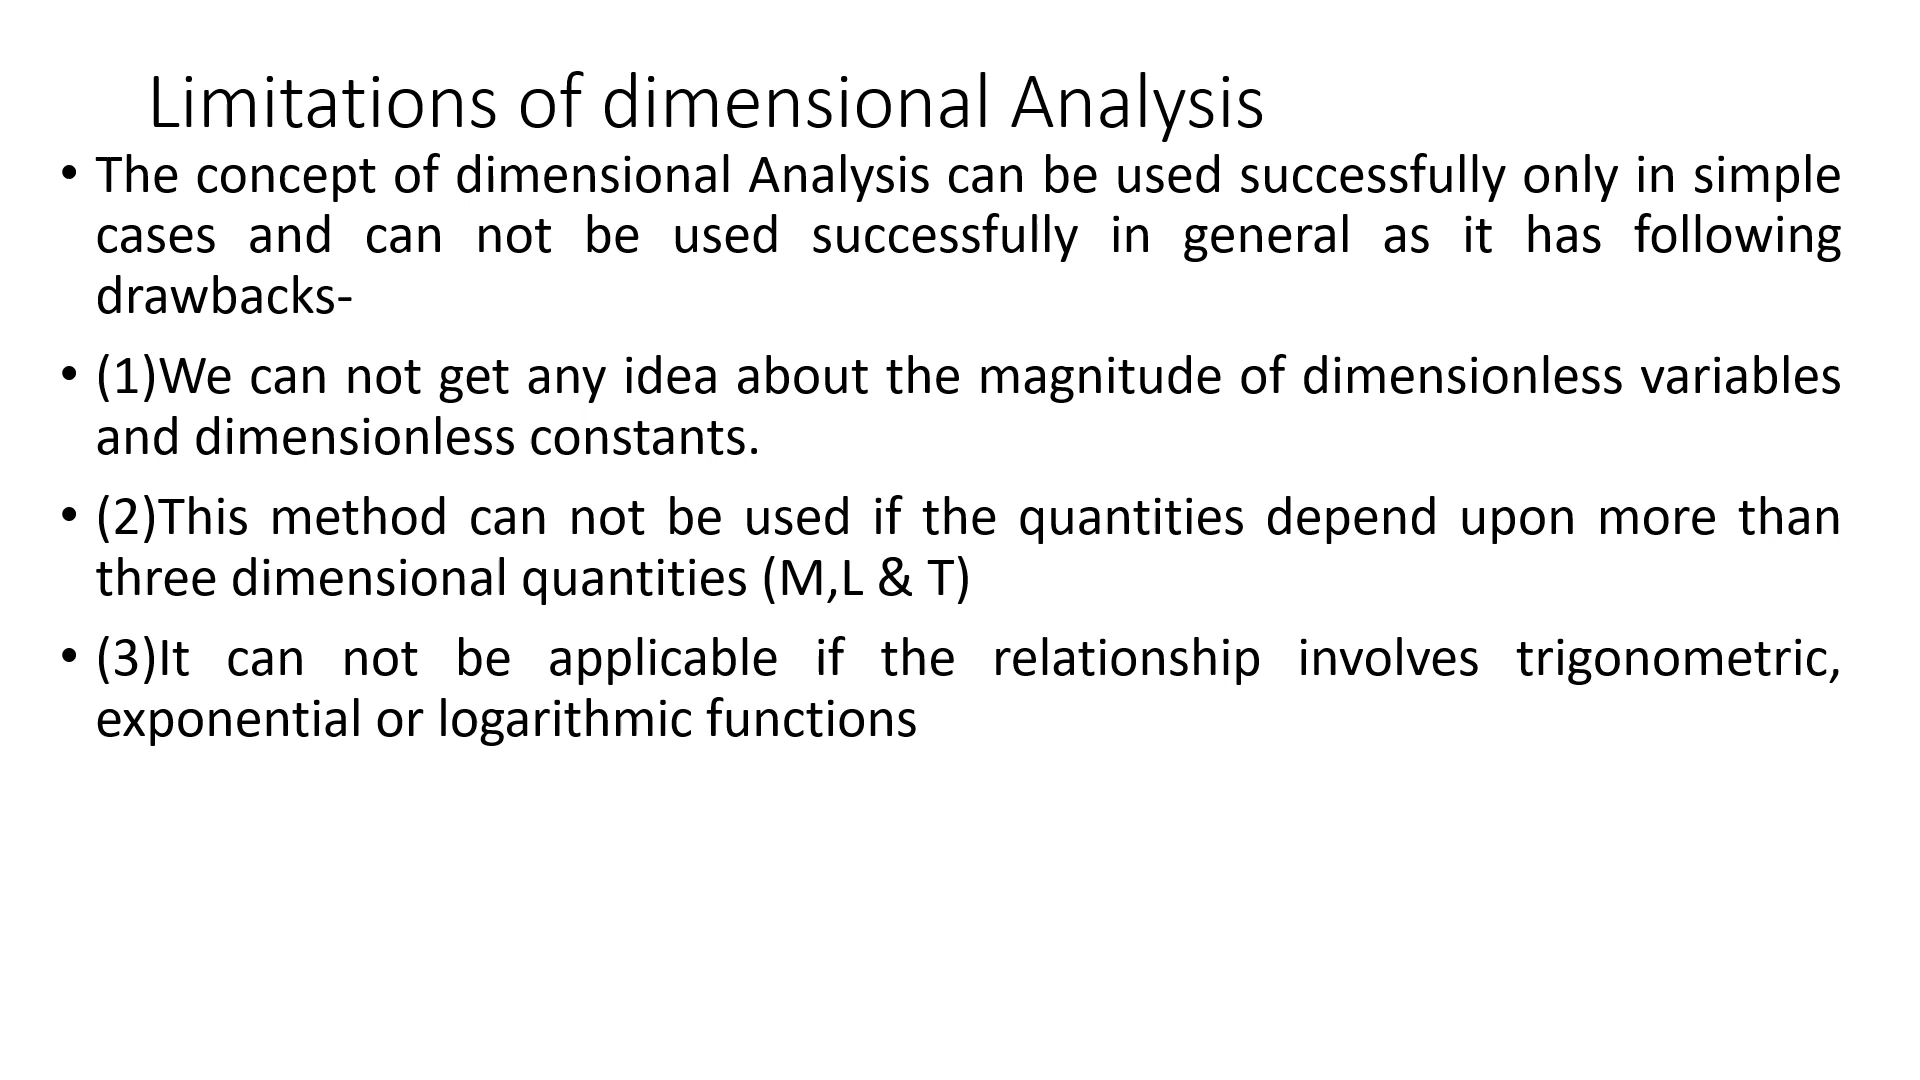 Limitations of dimensional Analysis
• The concept of dimensional Analysis can be used successfully only in simple
cases and can not be used successfully in general as it has following
drawbacks-
• (1)We can not get any idea about the magnitude of dimensionless variables
and dimensionless constants.
• (2)This method can not be used if the quantities depend upon more than
three dimensional quantities (M,L & T)
• (3)It can not be applicable if the relationship involves trigonometric,
exponential or logarithmic functions